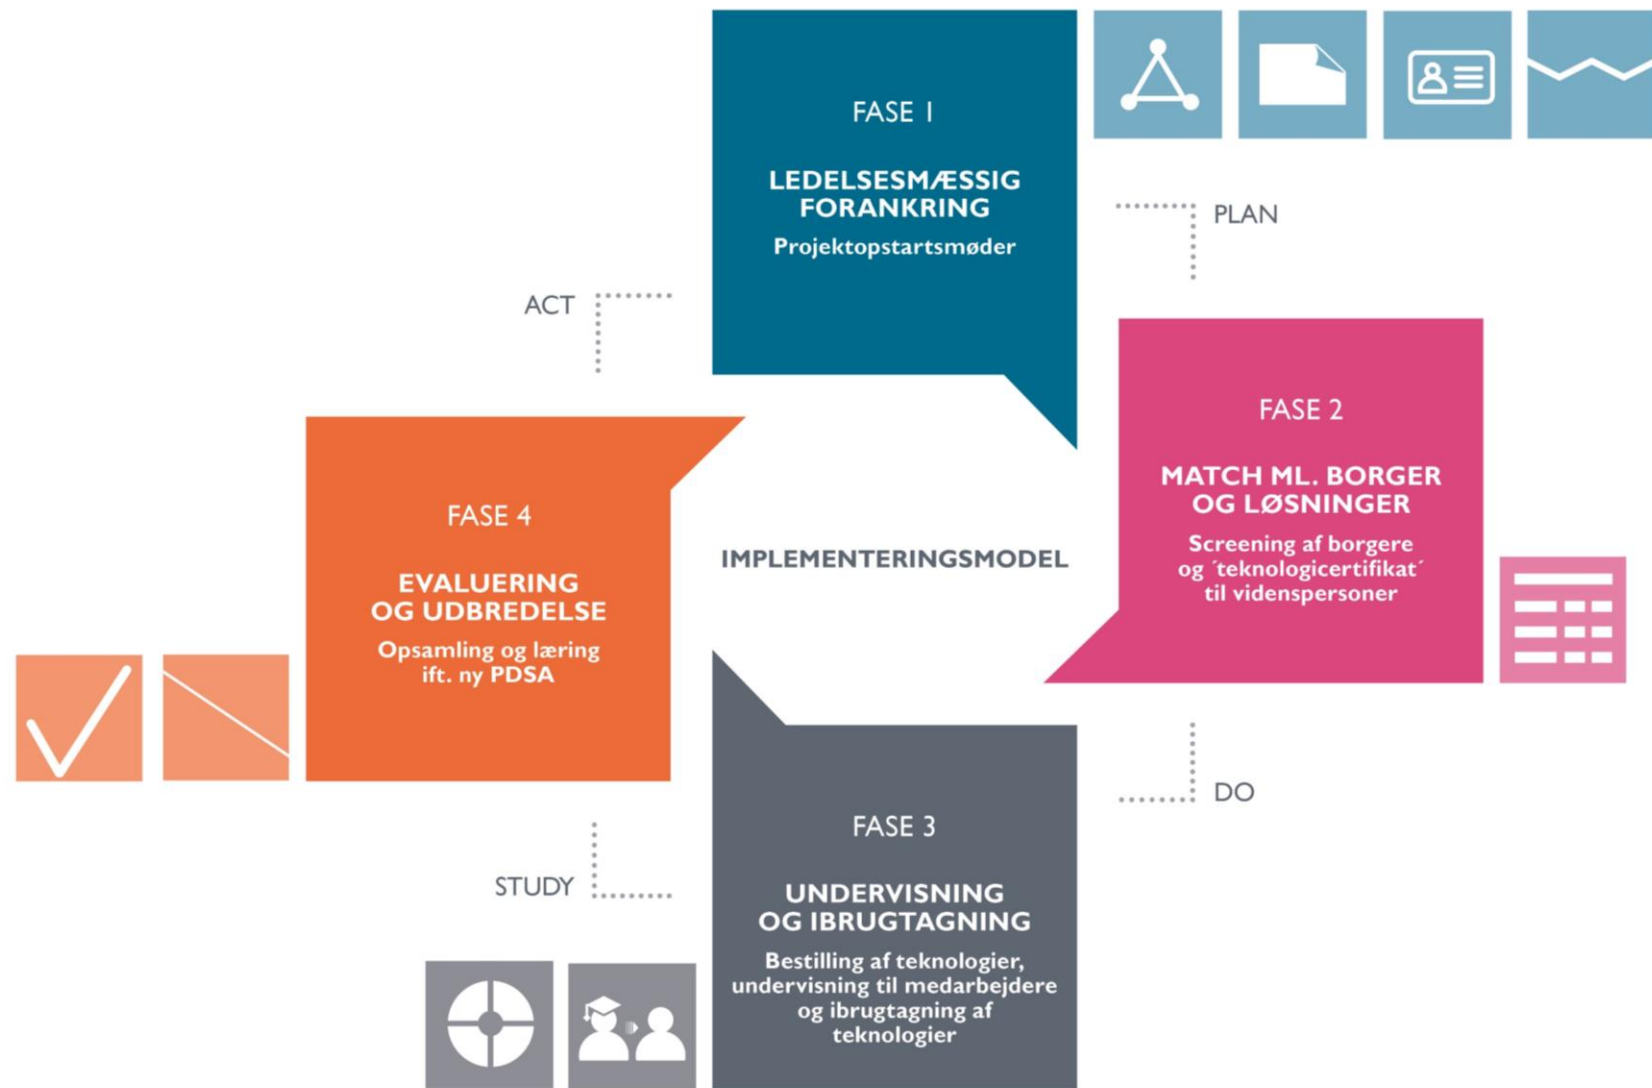 FASE 1
LEDELSESMÆSSIG
FORANKRING
Projektopstartsmøder
PLAN
FASE 2
MATCH ML. BORGER
OG LØSNINGER
Screening af borgere
og ´teknologicertifikat´
til videnspersoner
DO
FASE 3
UNDERVISNING
OG IBRUGTAGNING
Bestilling af teknologier,
undervisning til medarbejdere
og ibrugtagning af
teknologier
STUDY
FASE 4
EVALUERING
OG UDBREDELSE
Opsamling og læring
ift. ny PDSA
ACT
IMPLEMENTERINGSMODEL